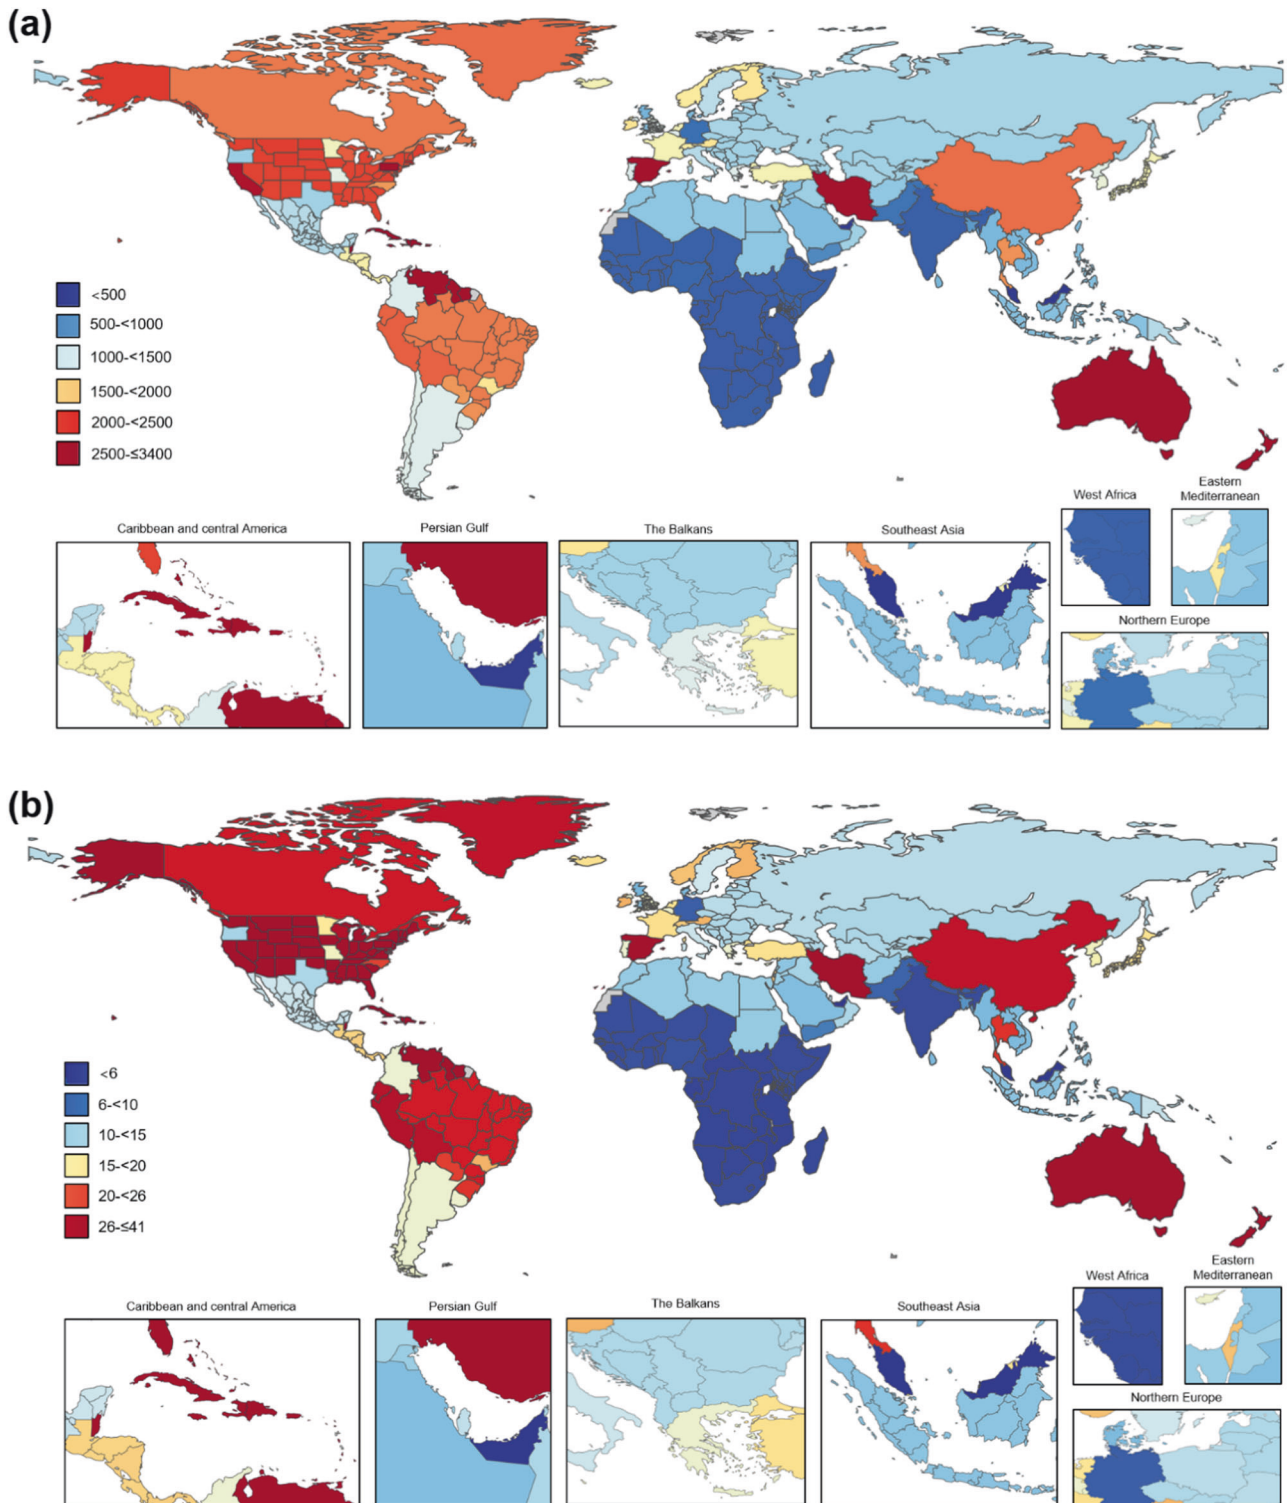 (a)
<500
500-<1000
1000-<1500
1500-<2000
2000-<2500
2500-≤3400
Caribbean and central America
Persian Gulf
The Balkans
Southeast Asia
West Africa
Eastern
Mediterranean
Northern Europe
(b)
<6
6-<10
10-<15
15-<20
20-<26
26-≤41
Caribbean and central America
Persian Gulf
The Balkans
Southeast Asia
West Africa
Eastern
Mediterranean
Northern Europe